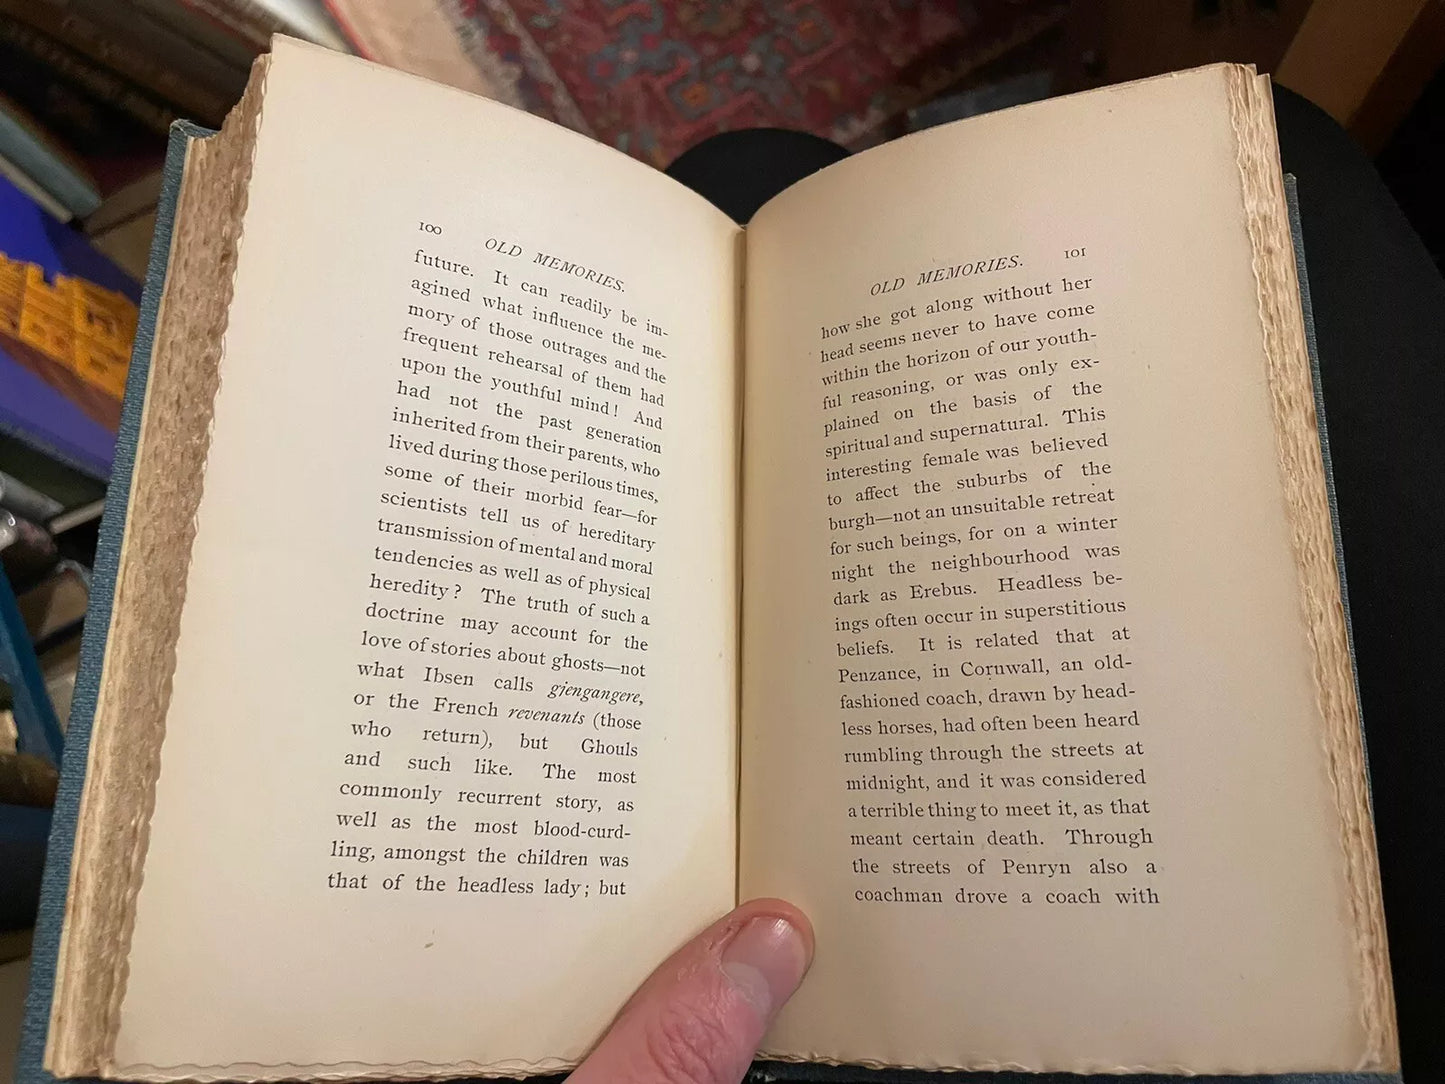 100
OLD MEMORIES.
future. It can readily be im-
agined what influence the me-
mory of those outrages and the
frequent rehearsal of them had
upon the youthful mind! And
had not the past generation
inherited from their parents, who
lived during those perilous times,
some of their morbid fear—for
scientists tell us of hereditary
transmission of mental and moral
tendencies as well as of physical
heredity? The truth of such a
doctrine may account for the
love of stories about ghosts—not
what Ibsen calls gjengangere,
or the French revenants (those
who return), but Ghouls
and such like. The most
commonly recurrent story, as
well as the most blood-curd-
ling, amongst the children was
that of the headless lady; but
OLD MEMORIES.
101
how she got along without her
head seems never to have come
within the horizon of our youth-
ful reasoning, or was only ex-
plained on the basis of the
spiritual and supernatural. This
interesting female was believed
to affect the suburbs of the
burgh—not an unsuitable retreat
for such beings, for on a winter
night the neighbourhood was
dark as Erebus. Headless be-
ings often occur in superstitious
beliefs. It is related that at
Penzance, in Cornwall, an old-
fashioned coach, drawn by head-
less horses, had often been heard
rumbling through the streets at
midnight, and it was considered
a terrible thing to meet it, as that
meant certain death. Through
the streets of Penryn also a
coachman drove a coach with